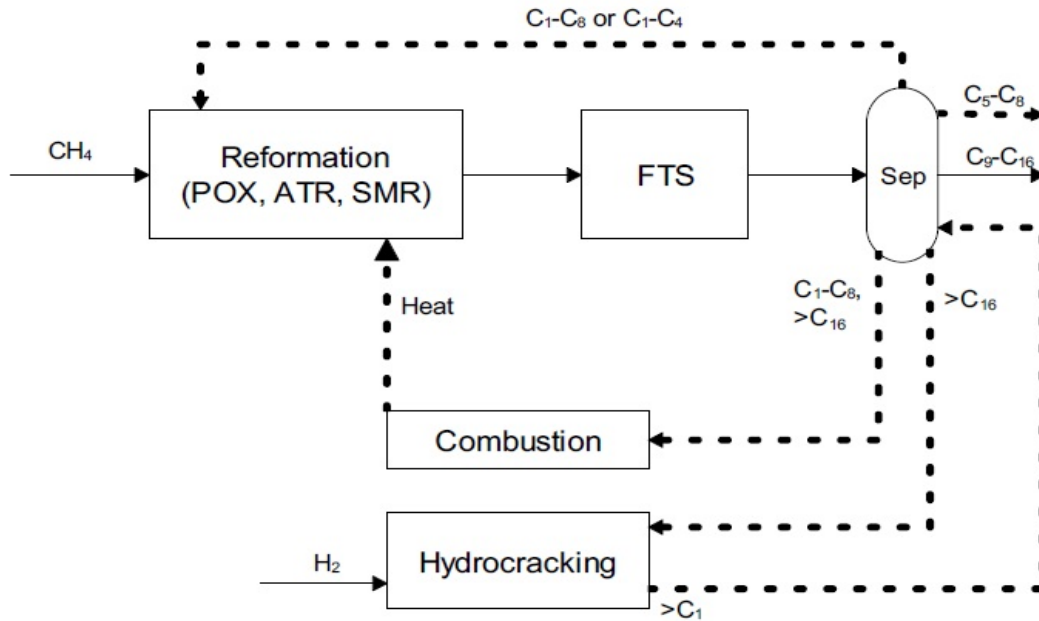 C₁-C₈ or C₁-C₄
C₅-C₈
CH₄
Reformation
(POX, ATR, SMR)
FTS
Sep
C₉-C₁₆
Heat
C₁-C₈,
>C₁₆
>C₁₆
Combustion
H₂
Hydrocracking
>C₁